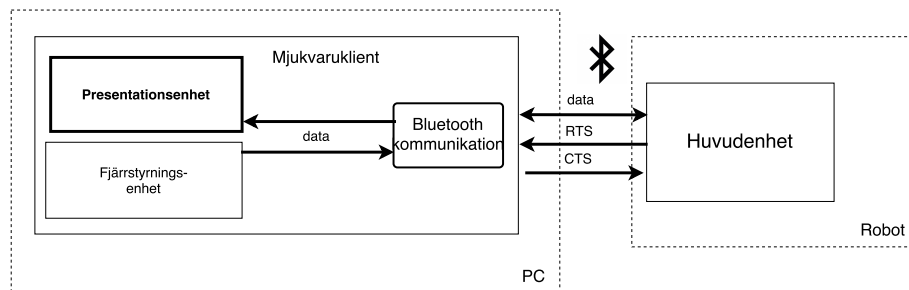 Mjukvaruklient
Presentationsenhet
data
Fjärrstyrnings-
enhet
Bluetooth
kommunikation
data
RTS
CTS
Huvudenhet
Robot
PC